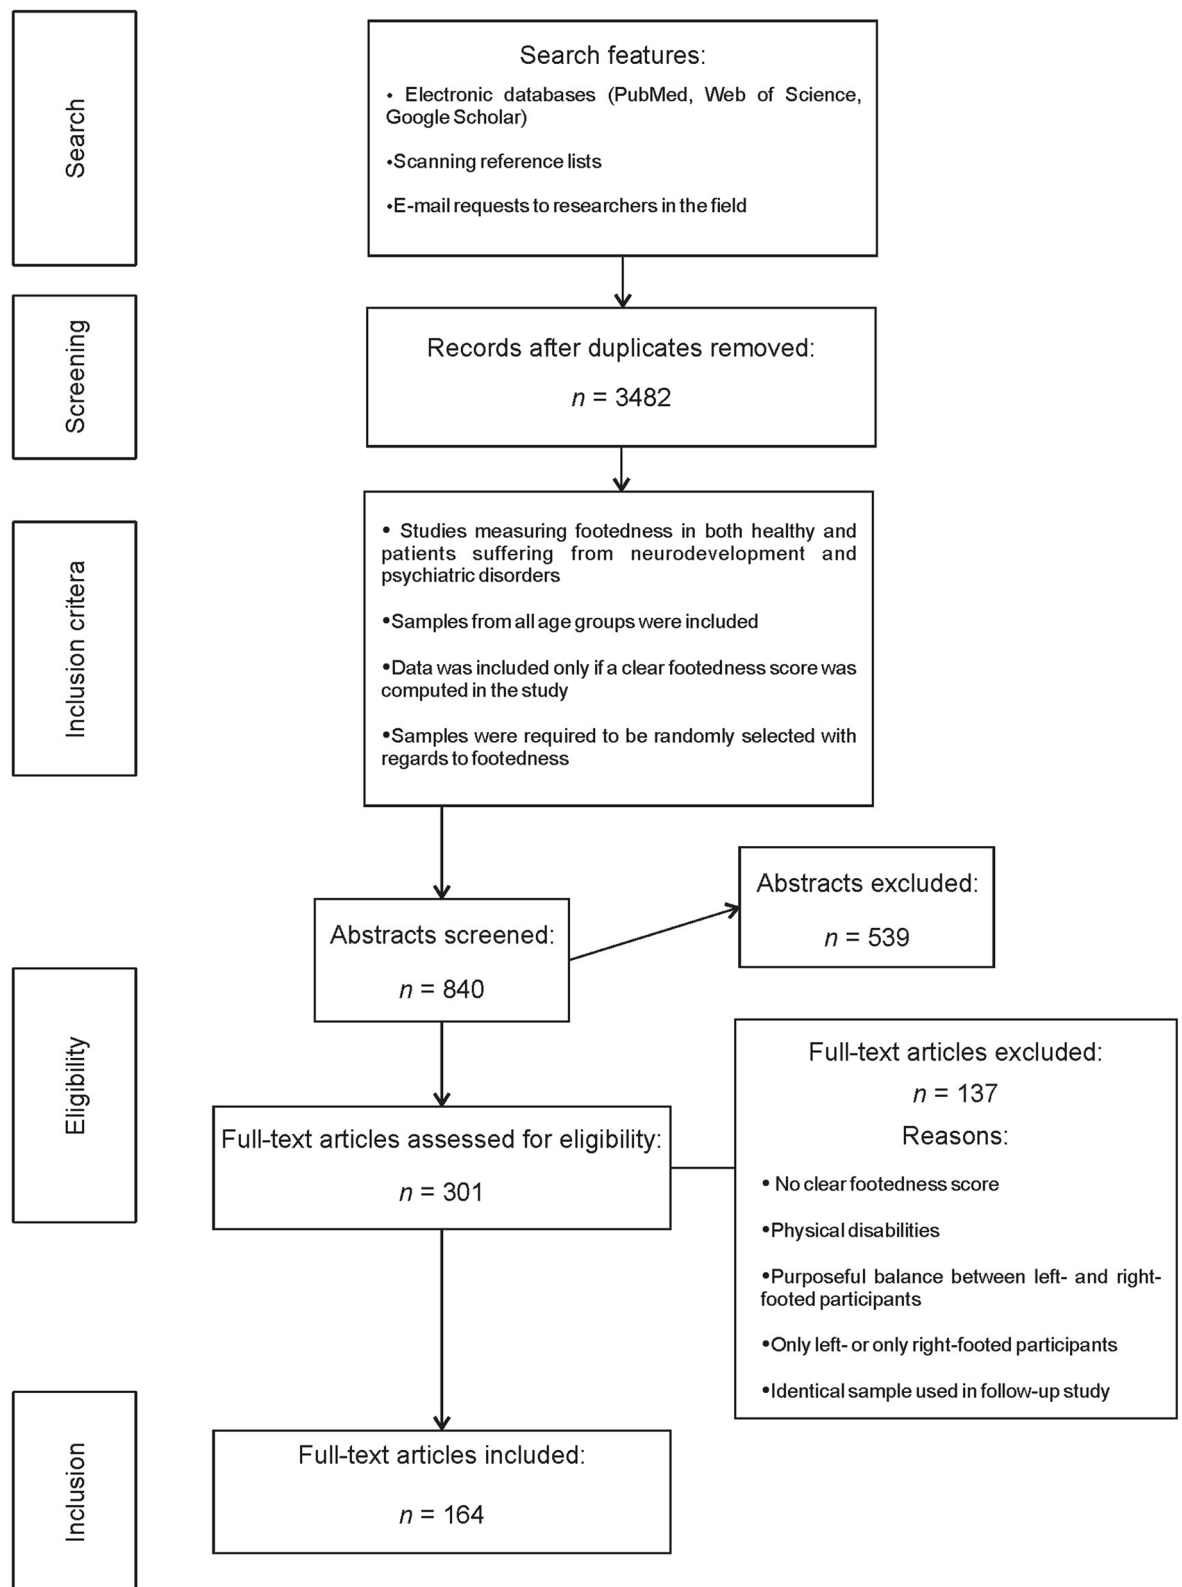 Search
Search features:
• Electronic databases (PubMed, Web of Science,
Google Scholar)
•Scanning reference lists
•E-mail requests to researchers in the field
Screening
Records after duplicates removed:
n = 3482
Inclusion critera
• Studies measuring footedness in both healthy and
patients suffering from neurodevelopment and
psychiatric disorders
•Samples from all age groups were included
•Data was included only if a clear footedness score was
computed in the study
•Samples were required to be randomly selected with
regards to footedness
Abstracts screened:
n = 840
Abstracts excluded:
n = 539
Eligibility
Full-text articles assessed for eligibility:
n = 301
Full-text articles excluded:
n = 137
Reasons:
• No clear footedness score
•Physical disabilities
•Purposeful balance between left- and right-
footed participants
•Only left- or only right-footed participants
•Identical sample used in follow-up study
Inclusion
Full-text articles included:
n = 164